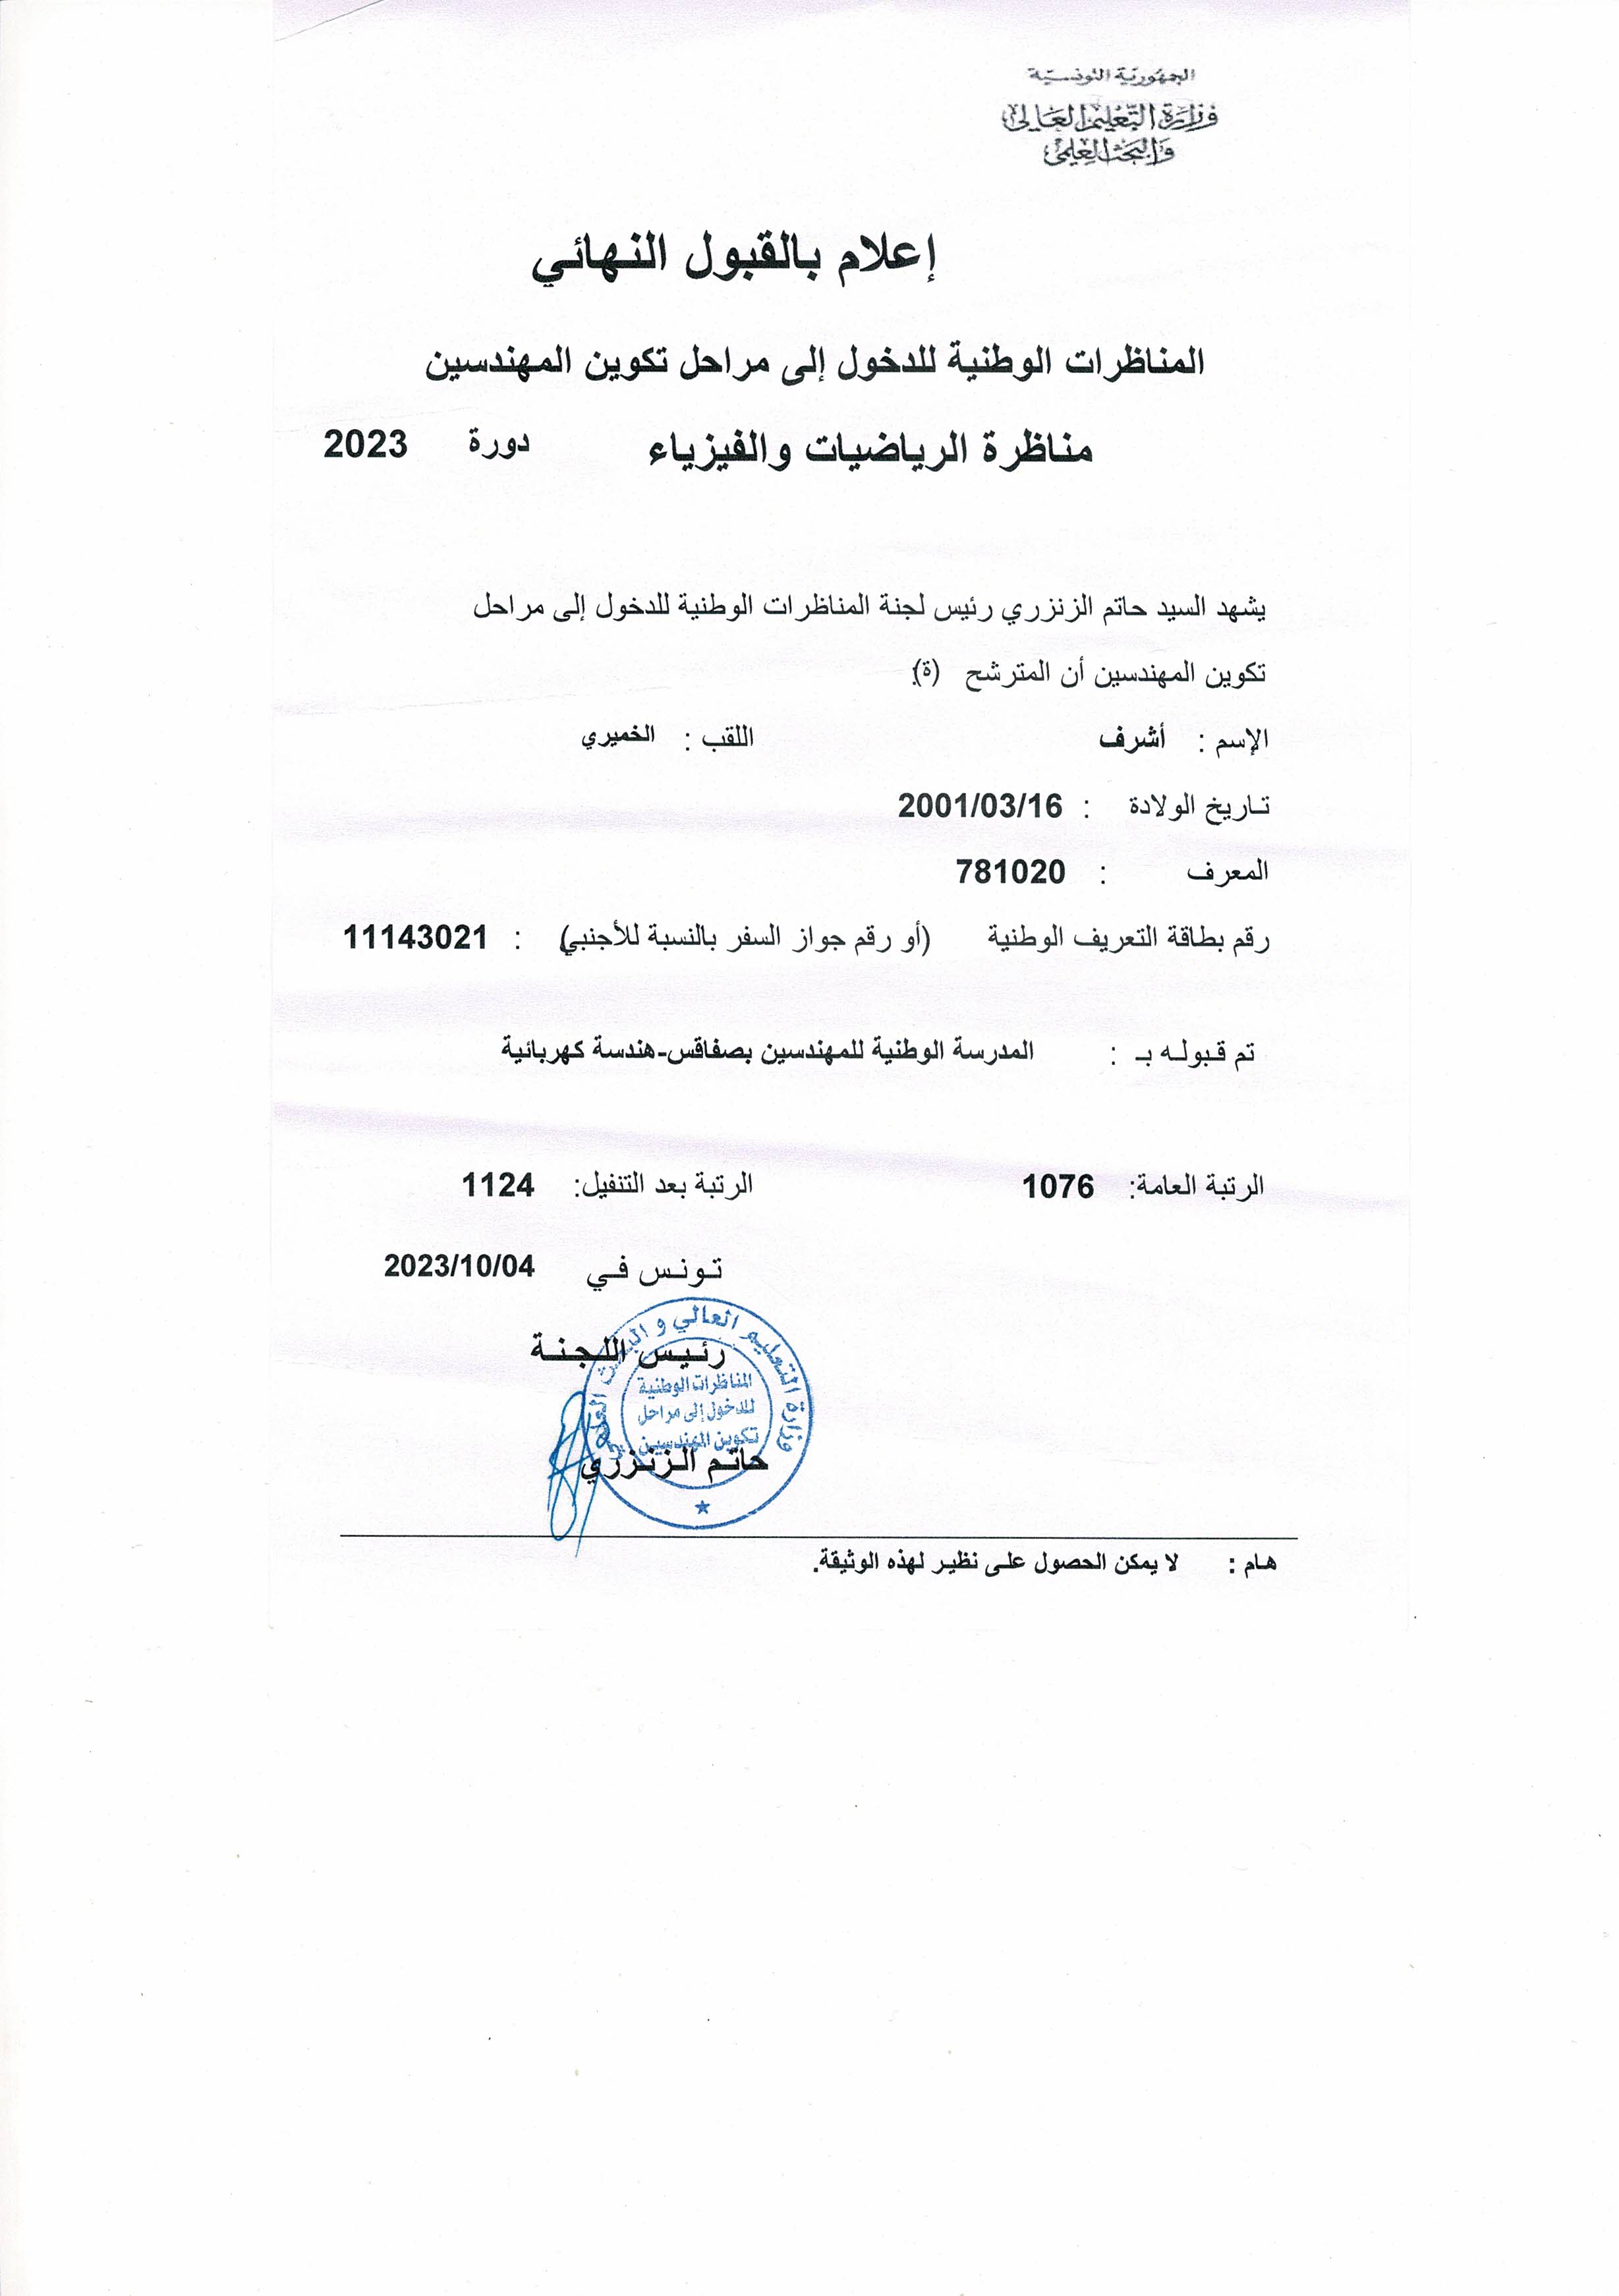 الجمهورية التونسية
وزارة التعليم العالي
والبحث العلمي
إعلام بالقبول النهائي
المناظرات الوطنية للدخول إلى مراحل تكوين المهندسين
مناظرة الرياضيات والفيزياء دورة 2023
يشهد السيد حاتم الزنزري رئيس لجنة المناظرات الوطنية للدخول إلى مراحل
تكوين المهندسين أن المترشح (ة)
الإسم : أشرف اللقب : الخميري
تاريخ الولادة : 2001/03/16
المعرف : 781020
رقم بطاقة التعريف الوطنية (أو رقم جواز السفر بالنسبة للأجنبي) : 11143021
تم قبوله بـ : المدرسة الوطنية للمهندسين بصفاقس-هندسة كهربائية
الرتبة العامة: 1076 الرتبة بعد التنفيل: 1124
تونس في 2023/10/04
رئيس اللجنة
وزارة التعليم العالي و البحث العلمي
المناظرات الوطنية
للدخول إلى مراحل
تكوين المهندسين
حاتم الزنزري
هام : لا يمكن الحصول على نظير لهذه الوثيقة.